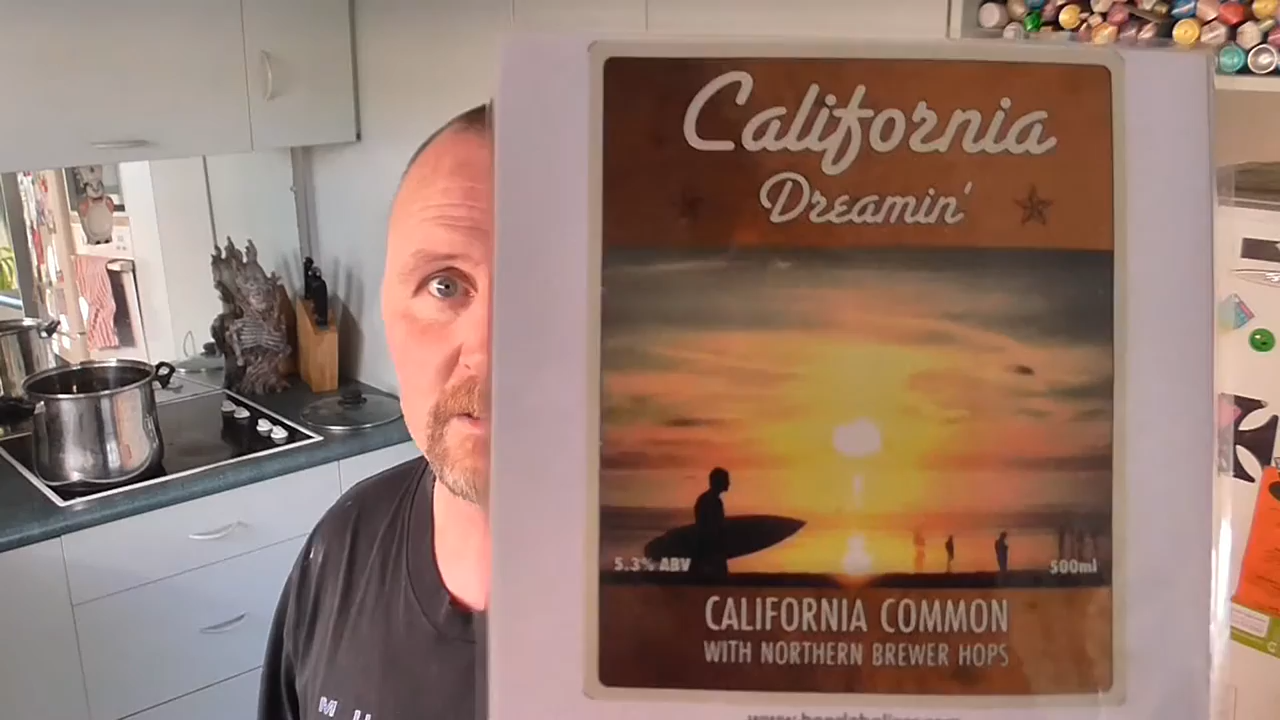 California
Dreamin'
5.3% ABV
500ml
CALIFORNIA COMMON
WITH NORTHERN BREWER HOPS